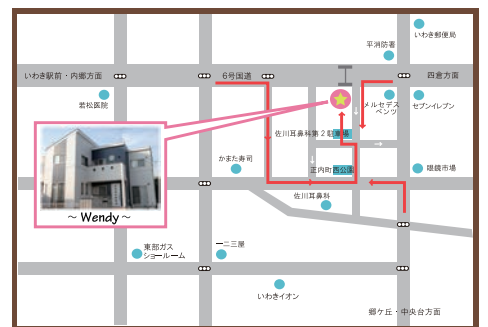 いわき郵便局
平消防署
いわき駅前・内郷方面
6号国道
四倉方面
若松医院
メルセデス
ベンツ
セブンイレブン
佐川耳鼻科第2駐車場
かまた寿司
正内町西公園
眼鏡市場
～ Wendy ～
佐川耳鼻科
東部ガス
ショールーム
一二三屋
いわきイオン
郷ケ丘・中央台方面